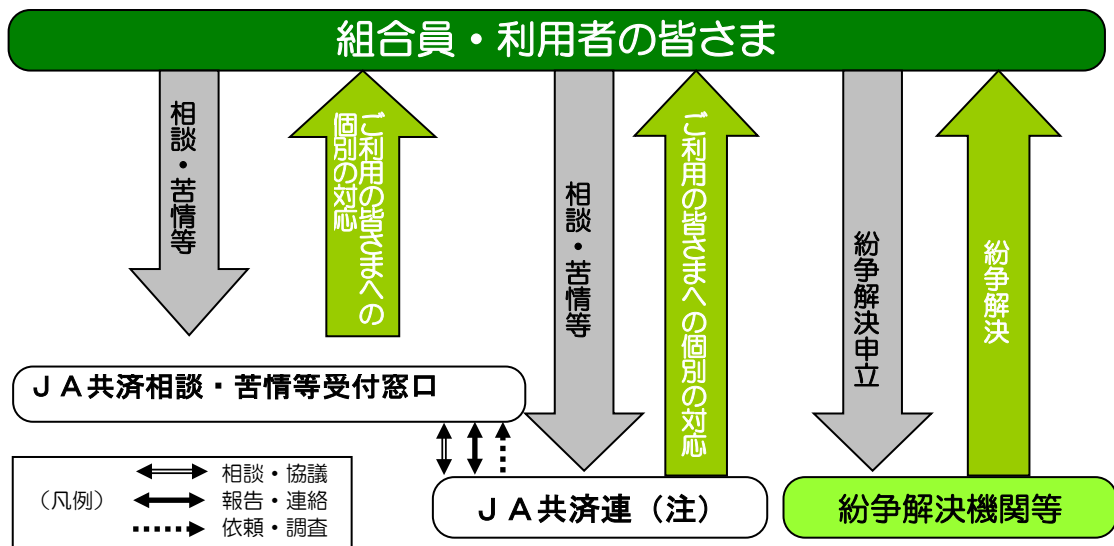 組合員・利用者の皆さま
相談・苦情等
ご利用の皆さまへの
個別の対応
相談・苦情等
ご利用の皆さまへの個別の対応
紛争解決申立
紛争解決
ＪＡ共済相談・苦情等受付窓口
（凡例）
相談・協議
報告・連絡
依頼・調査
ＪＡ共済連（注）
紛争解決機関等